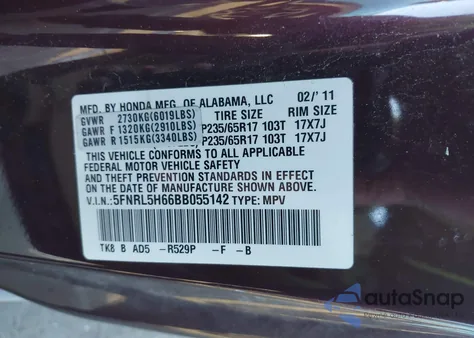 MFD. BY HONDA MFG. OF ALABAMA, LLC 02/'11
GVWR 2730KG(6019LBS) TIRE SIZE RIM SIZE
GAWR F 1320KG(2910LBS) P235/65R17 103T 17X7J
GAWR R 1515KG(3340LBS) P235/65R17 103T 17X7J
THIS VEHICLE CONFORMS TO ALL APPLICABLE
FEDERAL MOTOR VEHICLE SAFETY
AND THEFT PREVENTION STANDARDS IN EFFECT
ON THE DATE OF MANUFACTURE SHOWN ABOVE.
V.I.N.: 5FNRL5H66BB055142 TYPE: MPV
TK8 B AD5 -R529P -F -B
autoSnap